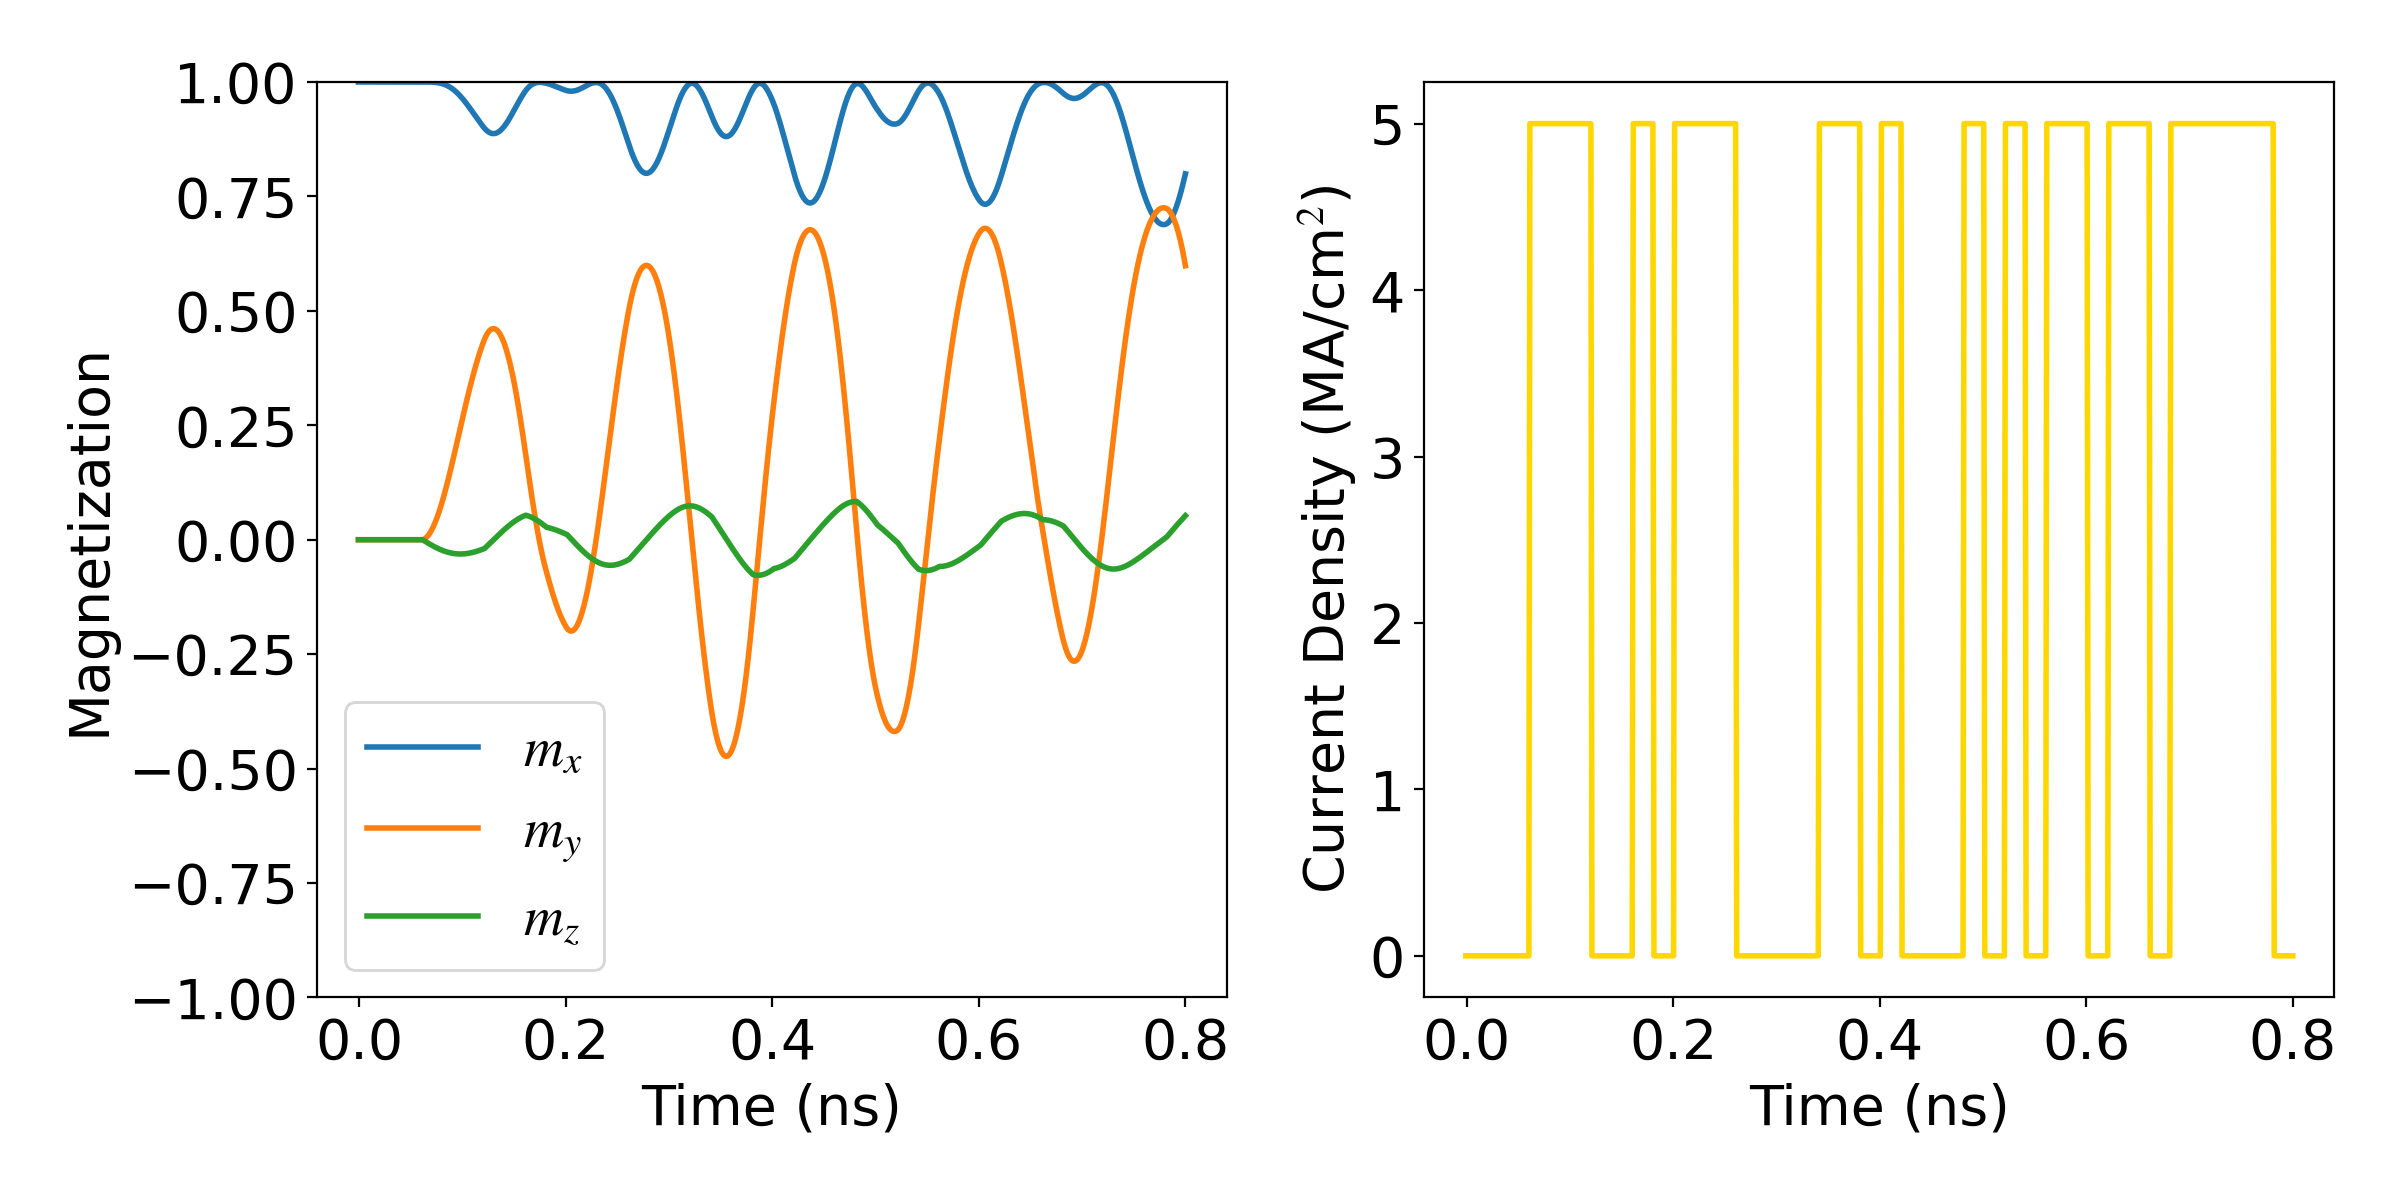 1.00
0.75
0.50
0.25
0.00
−0.25
−0.50
−0.75
−1.00
Magnetization
m_x
m_y
m_z
0.0 0.2 0.4 0.6 0.8
Time (ns)
5
4
3
2
1
0
Current Density (MA/cm²)
0.0 0.2 0.4 0.6 0.8
Time (ns)